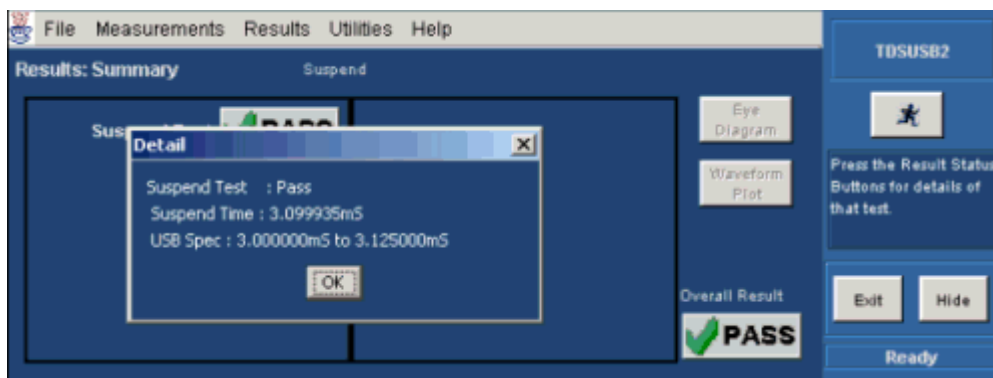 File Measurements Results Utilities Help
TDSUSB2
Results: Summary Suspend
Eye
Diagram
PASS
Detail
Waveform
Plot
Press the Result Status
Buttons for details of
that test.
Suspend Test : Pass
Suspend Time : 3.099935mS
USB Spec : 3.000000mS to 3.125000mS
OK
Overall Result
PASS
Exit Hide
Ready